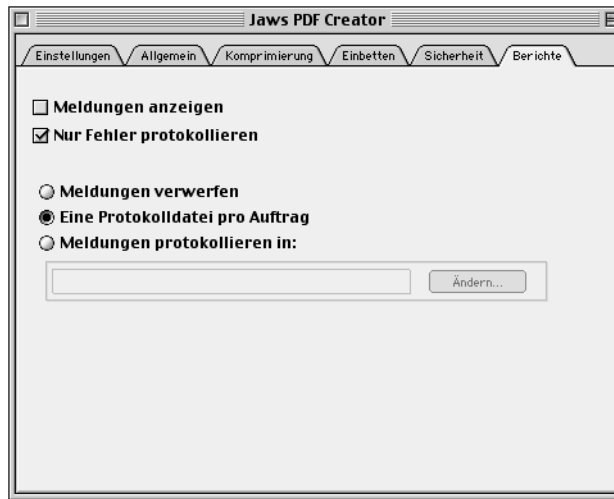 Jaws PDF Creator
Einstellungen Allgemein Komprimierung Einbetten Sicherheit Berichte
Meldungen anzeigen
Nur Fehler protokollieren
Meldungen verwerfen
Eine Protokolldatei pro Auftrag
Meldungen protokollieren in:
Ändern...